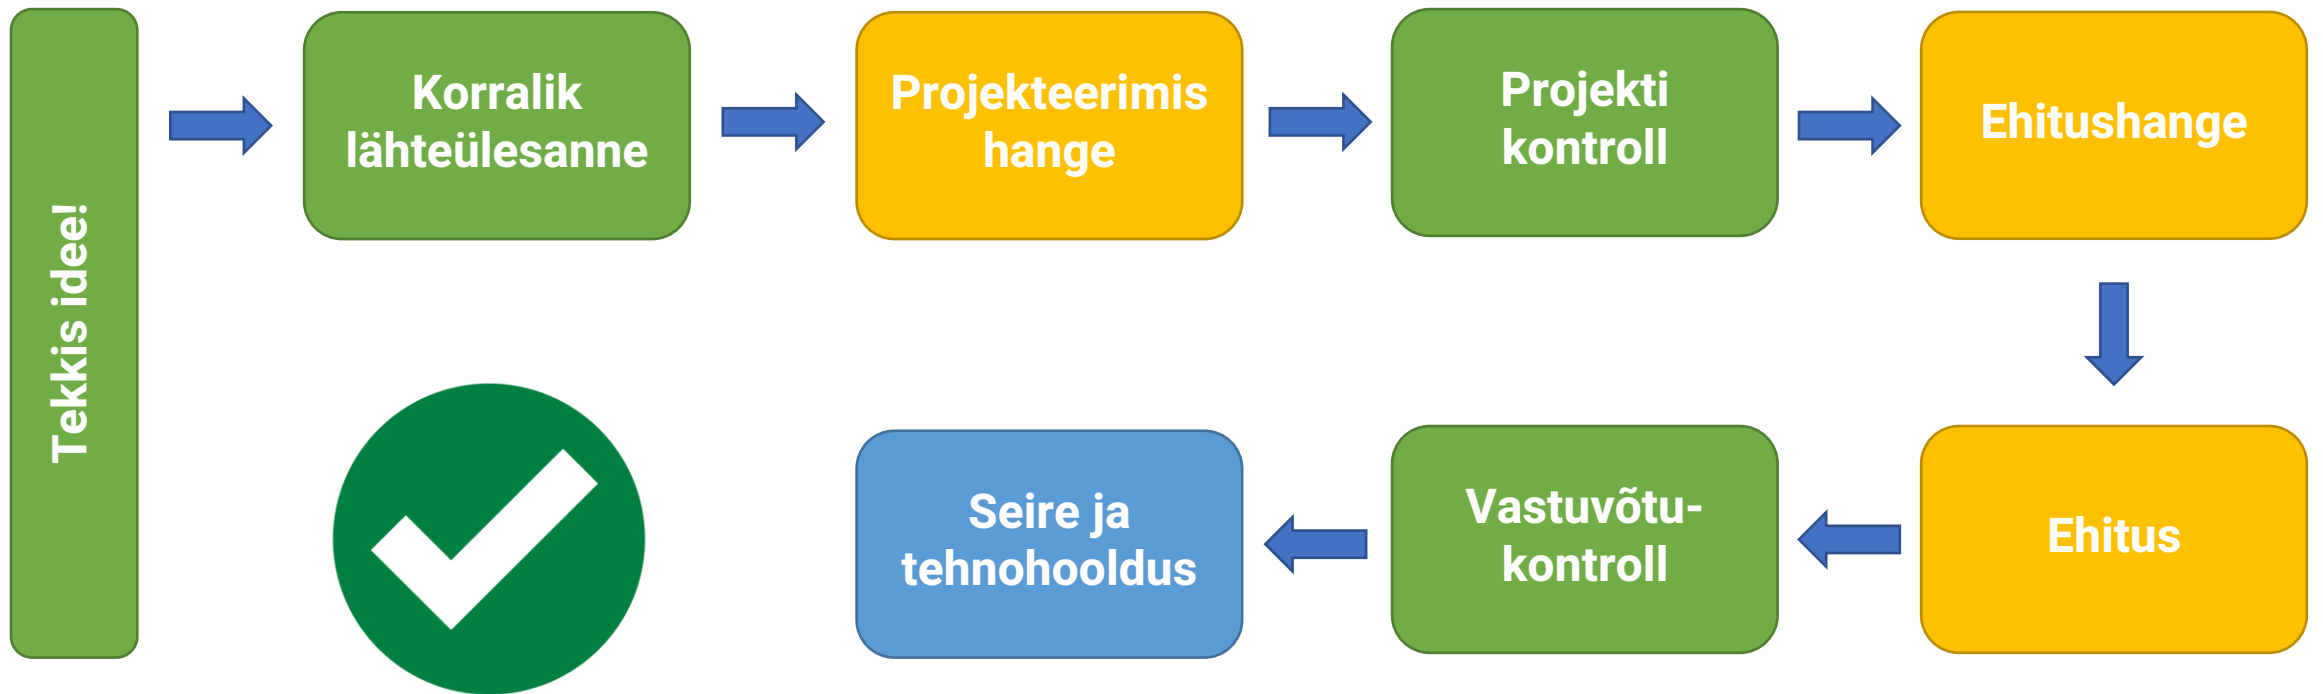 Tekkis idee!
Korralik
lähteülesanne
Projekteerimis
hange
Projekti
kontroll
Ehitushange
Ehitus
Vastuvõtu-
kontroll
Seire ja
tehnohooldus